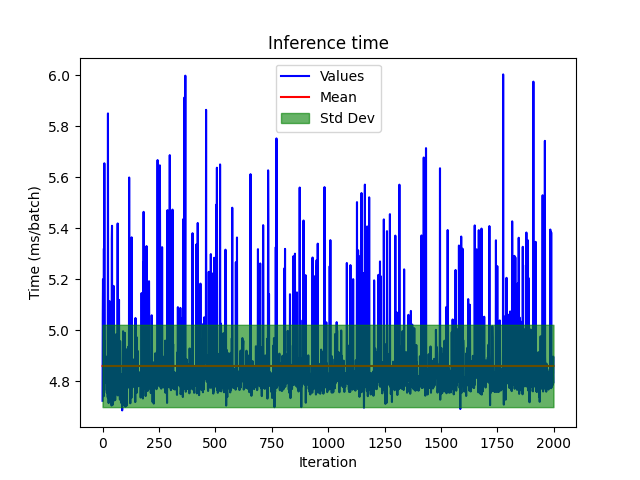 Inference time
Values
Mean
Std Dev
Time (ms/batch)
6.0
5.8
5.6
5.4
5.2
5.0
4.8
0 250 500 750 1000 1250 1500 1750 2000
Iteration